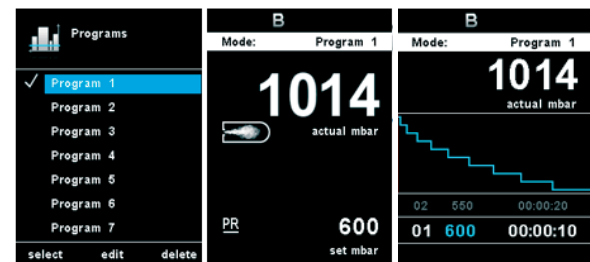 Programs
Program 1
Program 2
Program 3
Program 4
Program 5
Program 6
Program 7
select edit delete
B
Mode: Program 1
1014
actual mbar
PR 600
set mbar
B
Mode: Program 1
1014
actual mbar
02 550 00:00:20
01 600 00:00:10